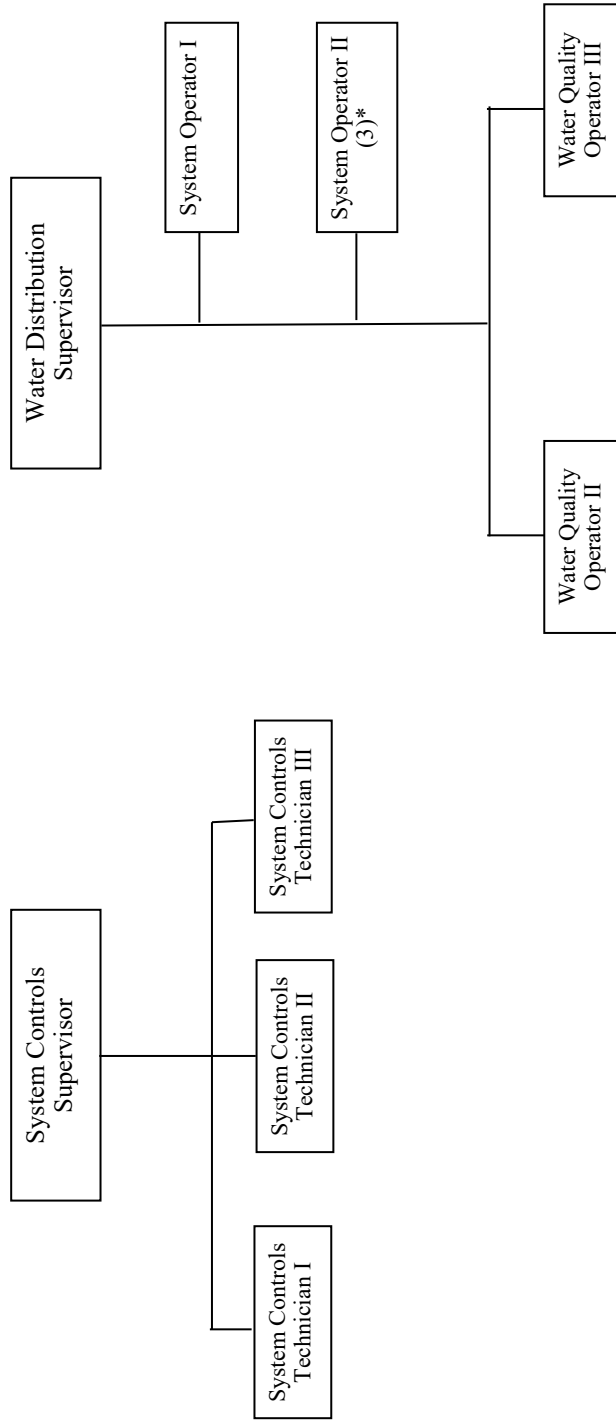 System Controls
Supervisor
System Controls
Technician I
System Controls
Technician II
System Controls
Technician III
Water Distribution
Supervisor
System Operator I
System Operator II
(3)*
Water Quality
Operator II
Water Quality
Operator III